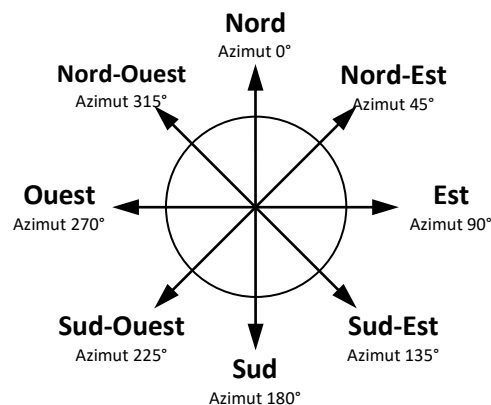 Nord
Azimut 0°
Nord-Ouest
Azimut 315°
Nord-Est
Azimut 45°
Ouest
Azimut 270°
Est
Azimut 90°
Sud-Ouest
Azimut 225°
Sud-Est
Azimut 135°
Sud
Azimut 180°